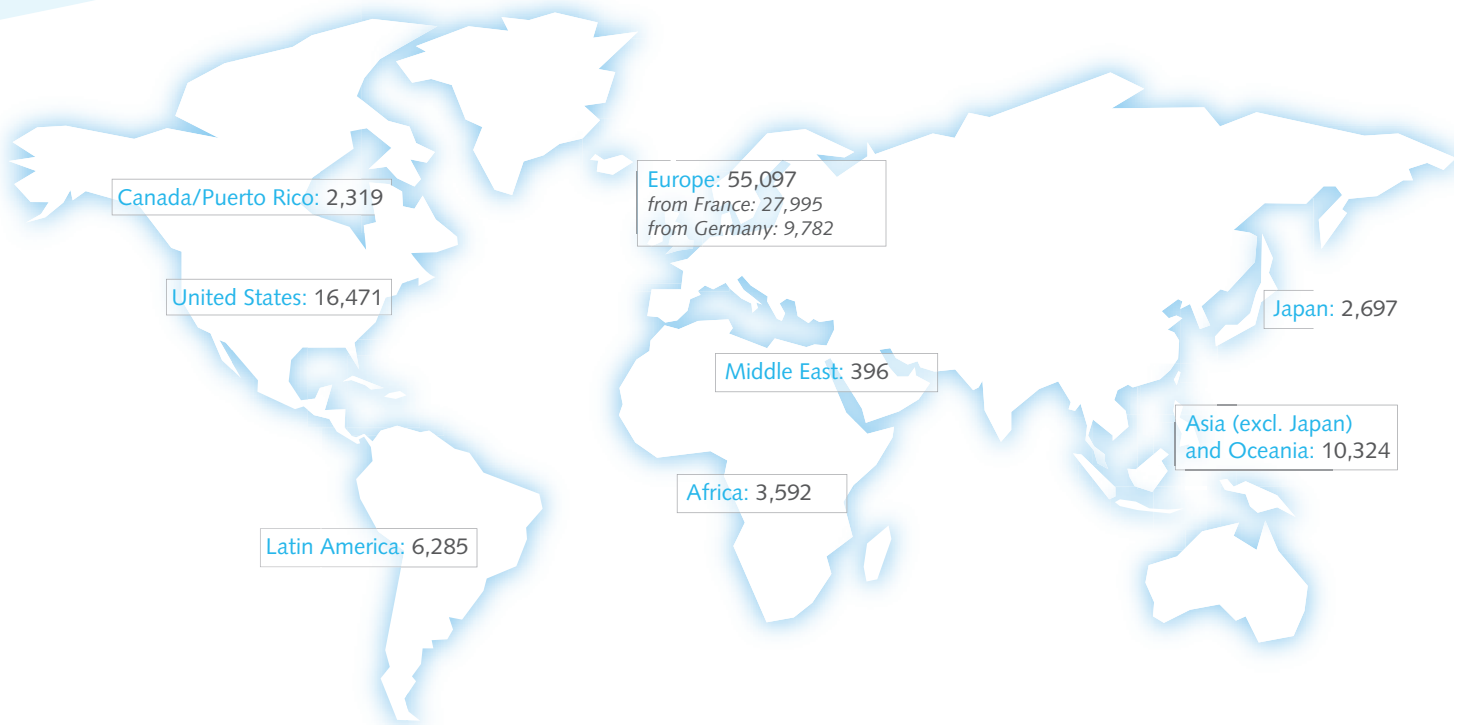 Canada/Puerto Rico: 2,319
United States: 16,471
Latin America: 6,285
Europe: 55,097
from France: 27,995
from Germany: 9,782
Middle East: 396
Africa: 3,592
Japan: 2,697
Asia (excl. Japan)
and Oceania: 10,324